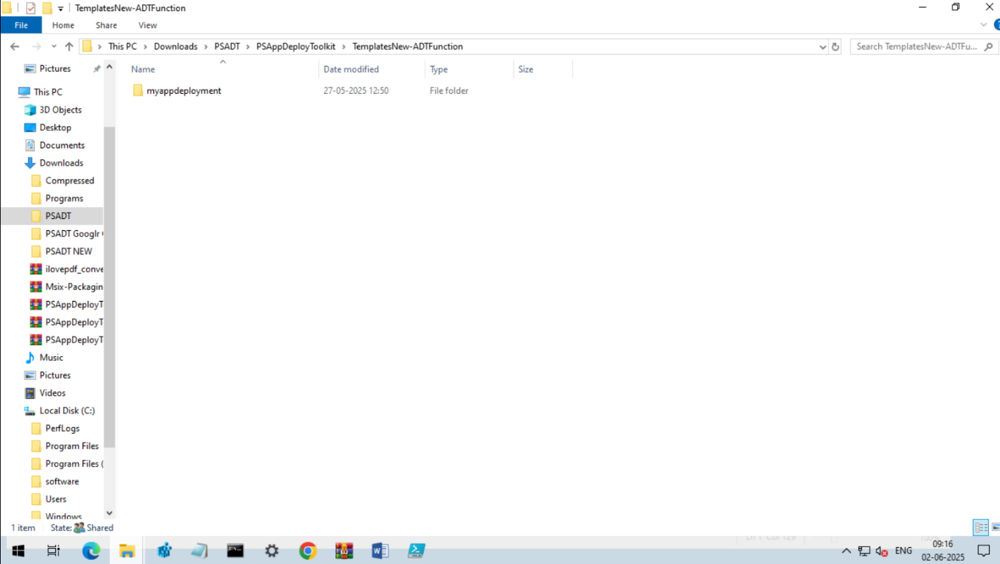 TemplatesNew-ADTFunction
File Home Share View
This PC Downloads PSADT PSAppDeployToolkit TemplatesNew-ADTFunction
Search TemplatesNew-ADTFu...
Pictures
This PC
3D Objects
Desktop
Documents
Downloads
Compressed
Programs
PSADT
PSADT Googlr
PSADT NEW
ilovepdf_conve
Msix-Packagin
PSAppDeployT
PSAppDeployT
PSAppDeployT
Music
Pictures
Videos
Local Disk (C:)
PerfLogs
Program Files
Program Files (
software
Users
Windows
Name Date modified Type Size
myappdeployment 27-05-2025 12:50 File folder
1 item State: Shared
ENG
09:16
02-06-2025